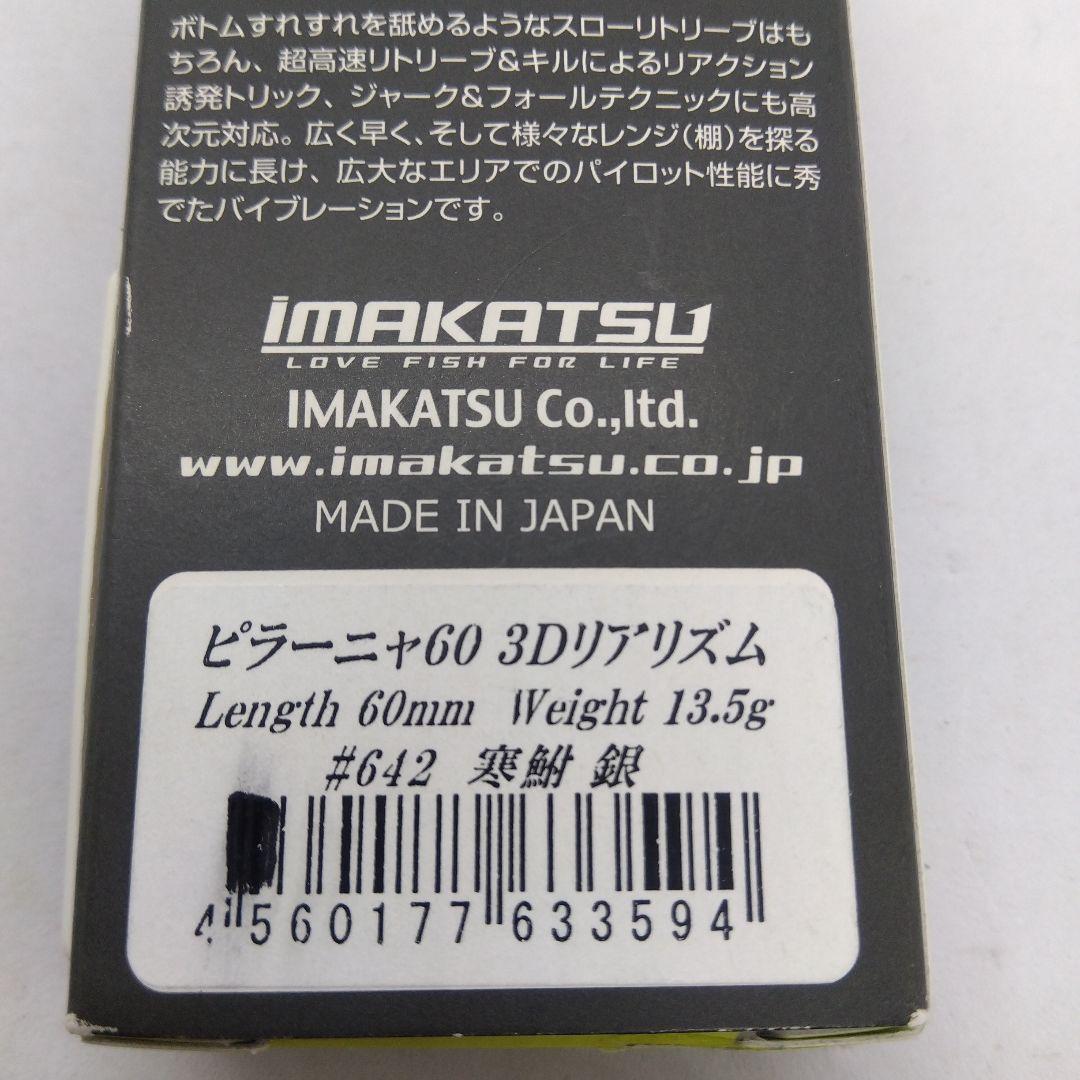 ボトムすれすれを舐めるようなスローリトリーブはも
ちろん、超高速リトリーブ&キルによるリアクション
誘発トリック、ジャーク&フォールテクニックにも高
次元対応。広く早く、そして様々なレンジ(棚)を探る
能力に長け、広大なエリアでのパイロット性能に秀
でたバイブレーションです。
iMAKATSU
LOVE FISH FOR LIFE
IMAKATSU Co.,ltd.
www.imakatsu.co.jp
MADE IN JAPAN
ピラーニャ60 3Dリアリズム
Length 60mm Weight 13.5g
#642 寒鮒 銀
4 560177 633594